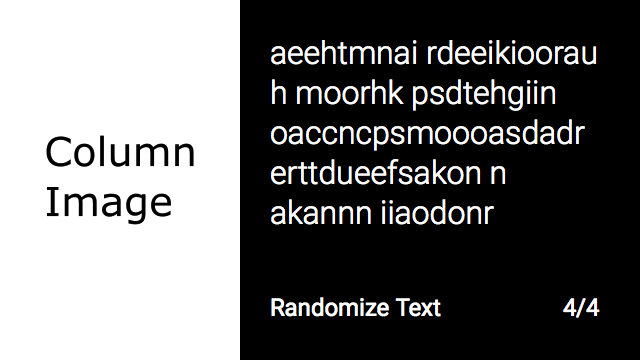 Column
Image
aeehtmnai rdeeikioorau
h moorhk psdtehgiin
oaccncpsmoooasdadr
erttdueefsakon n
akannn iiaodonr
Randomize Text
4/4